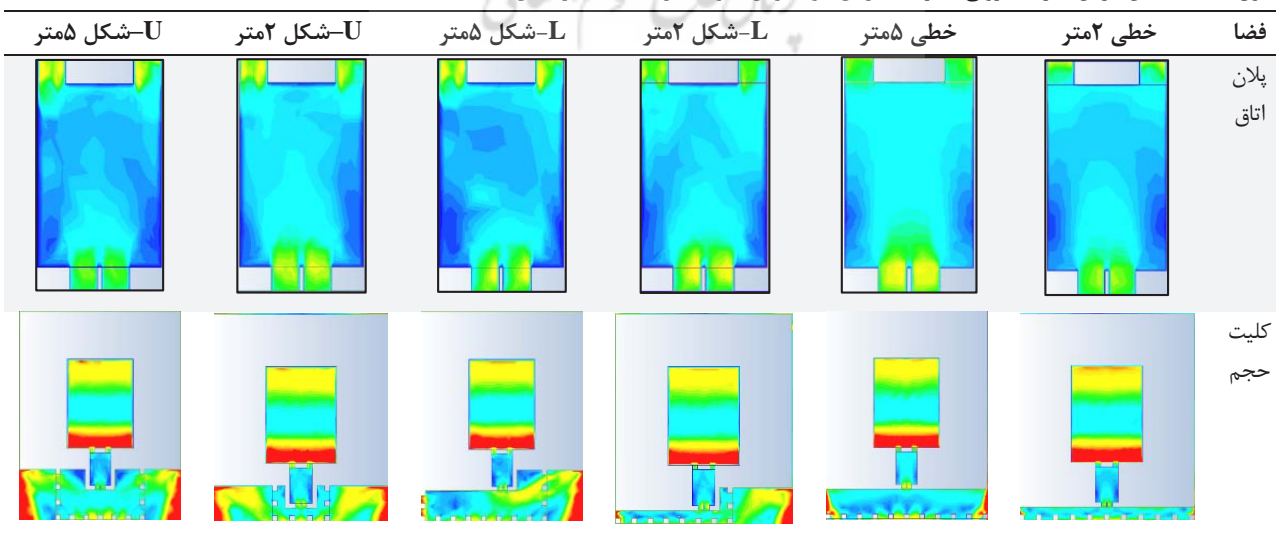 فضا خطی ۲متر خطی ۵متر L-شکل ۲متر L-شکل ۵متر U–شکل ۲متر U–شکل ۵متر
پلان
اتاق
کلیت
حجم